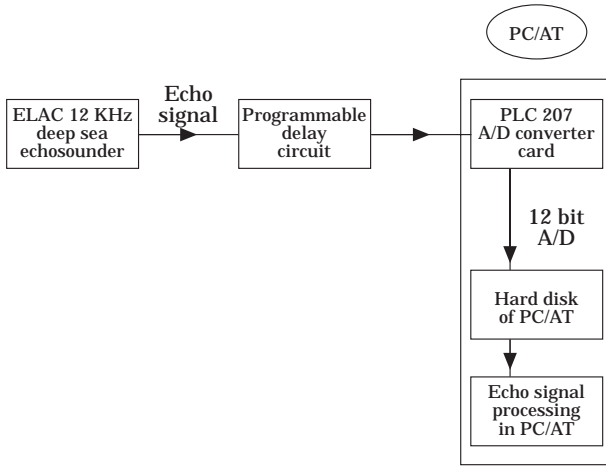 PC/AT
ELAC 12 KHz
deep sea
echosounder
Echo
signal
Programmable
delay
circuit
PLC 207
A/D converter
card
12 bit
A/D
Hard disk
of PC/AT
Echo signal
processing
in PC/AT